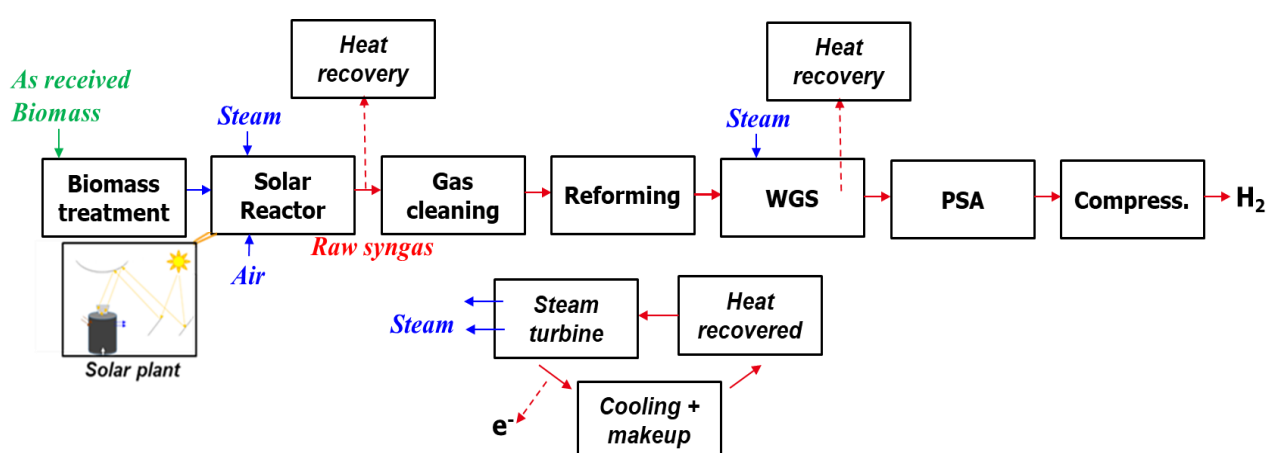 Heat
recovery
Heat
recovery
As received
Biomass
Steam
Steam
Biomass
treatment
Solar
Reactor
Gas
cleaning
Reforming
WGS
PSA
Compress.
H₂
Raw syngas
Air
Solar plant
Steam
Steam
turbine
Heat
recovered
Cooling +
makeup
e⁻